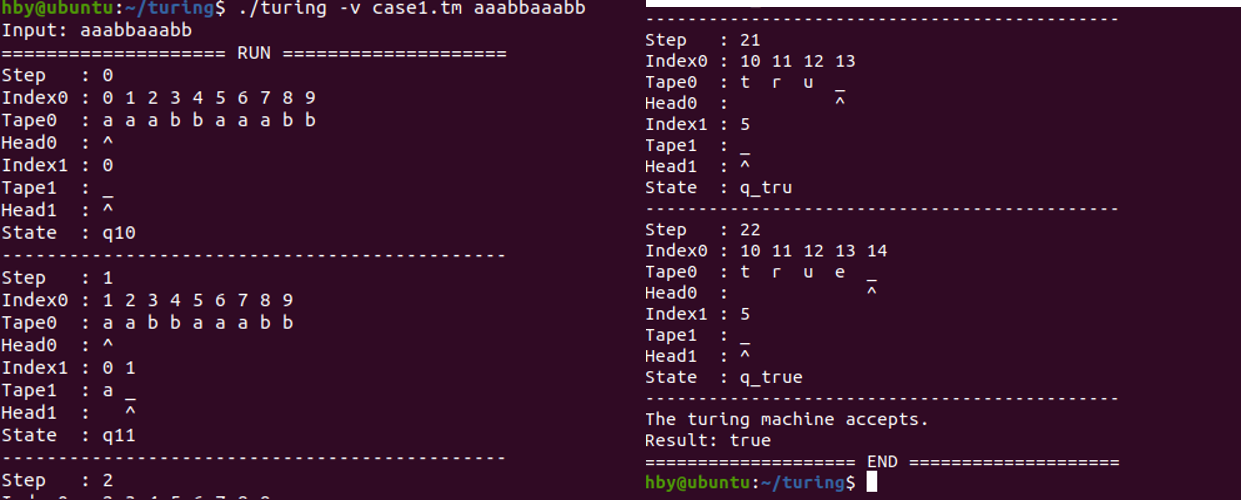 hby@ubuntu:~/turing$ ./turing -v case1.tm aaabbaaabb
Input: aaabbaaabb
==================== RUN ====================
Step   : 0
Index0 : 0 1 2 3 4 5 6 7 8 9
Tape0  : a a a b b a a a b b
Head0  : ^
Index1 : 0
Tape1  : _
Head1  : ^
State  : q10
---------------------------------------------
Step   : 1
Index0 : 1 2 3 4 5 6 7 8 9
Tape0  : a a b b a a a b b
Head0  : ^
Index1 : 0 1
Tape1  : a _
Head1  :   ^
State  : q11
---------------------------------------------
Step   : 2
---------------------------------------------
Step   : 21
Index0 : 10 11 12 13
Tape0  : t  r  u  _
Head0  :          ^
Index1 : 5
Tape1  : _
Head1  : ^
State  : q_tru
---------------------------------------------
Step   : 22
Index0 : 10 11 12 13 14
Tape0  : t  r  u  e  _
Head0  :             ^
Index1 : 5
Tape1  : _
Head1  : ^
State  : q_true
---------------------------------------------
The turing machine accepts.
Result: true
==================== END ====================
hby@ubuntu:~/turing$